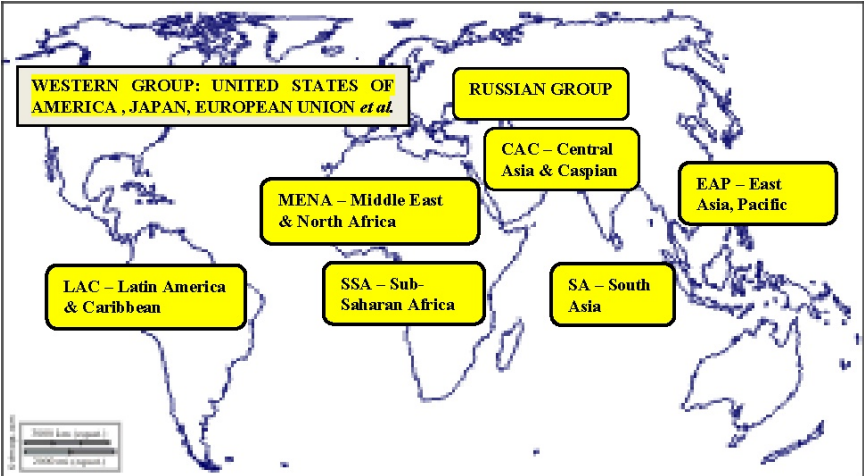 WESTERN GROUP: UNITED STATES OF
AMERICA , JAPAN, EUROPEAN UNION et al.
RUSSIAN GROUP
CAC – Central
Asia & Caspian
EAP – East
Asia, Pacific
MENA – Middle East
& North Africa
LAC – Latin America
& Caribbean
SSA – Sub-
Saharan Africa
SA – South
Asia